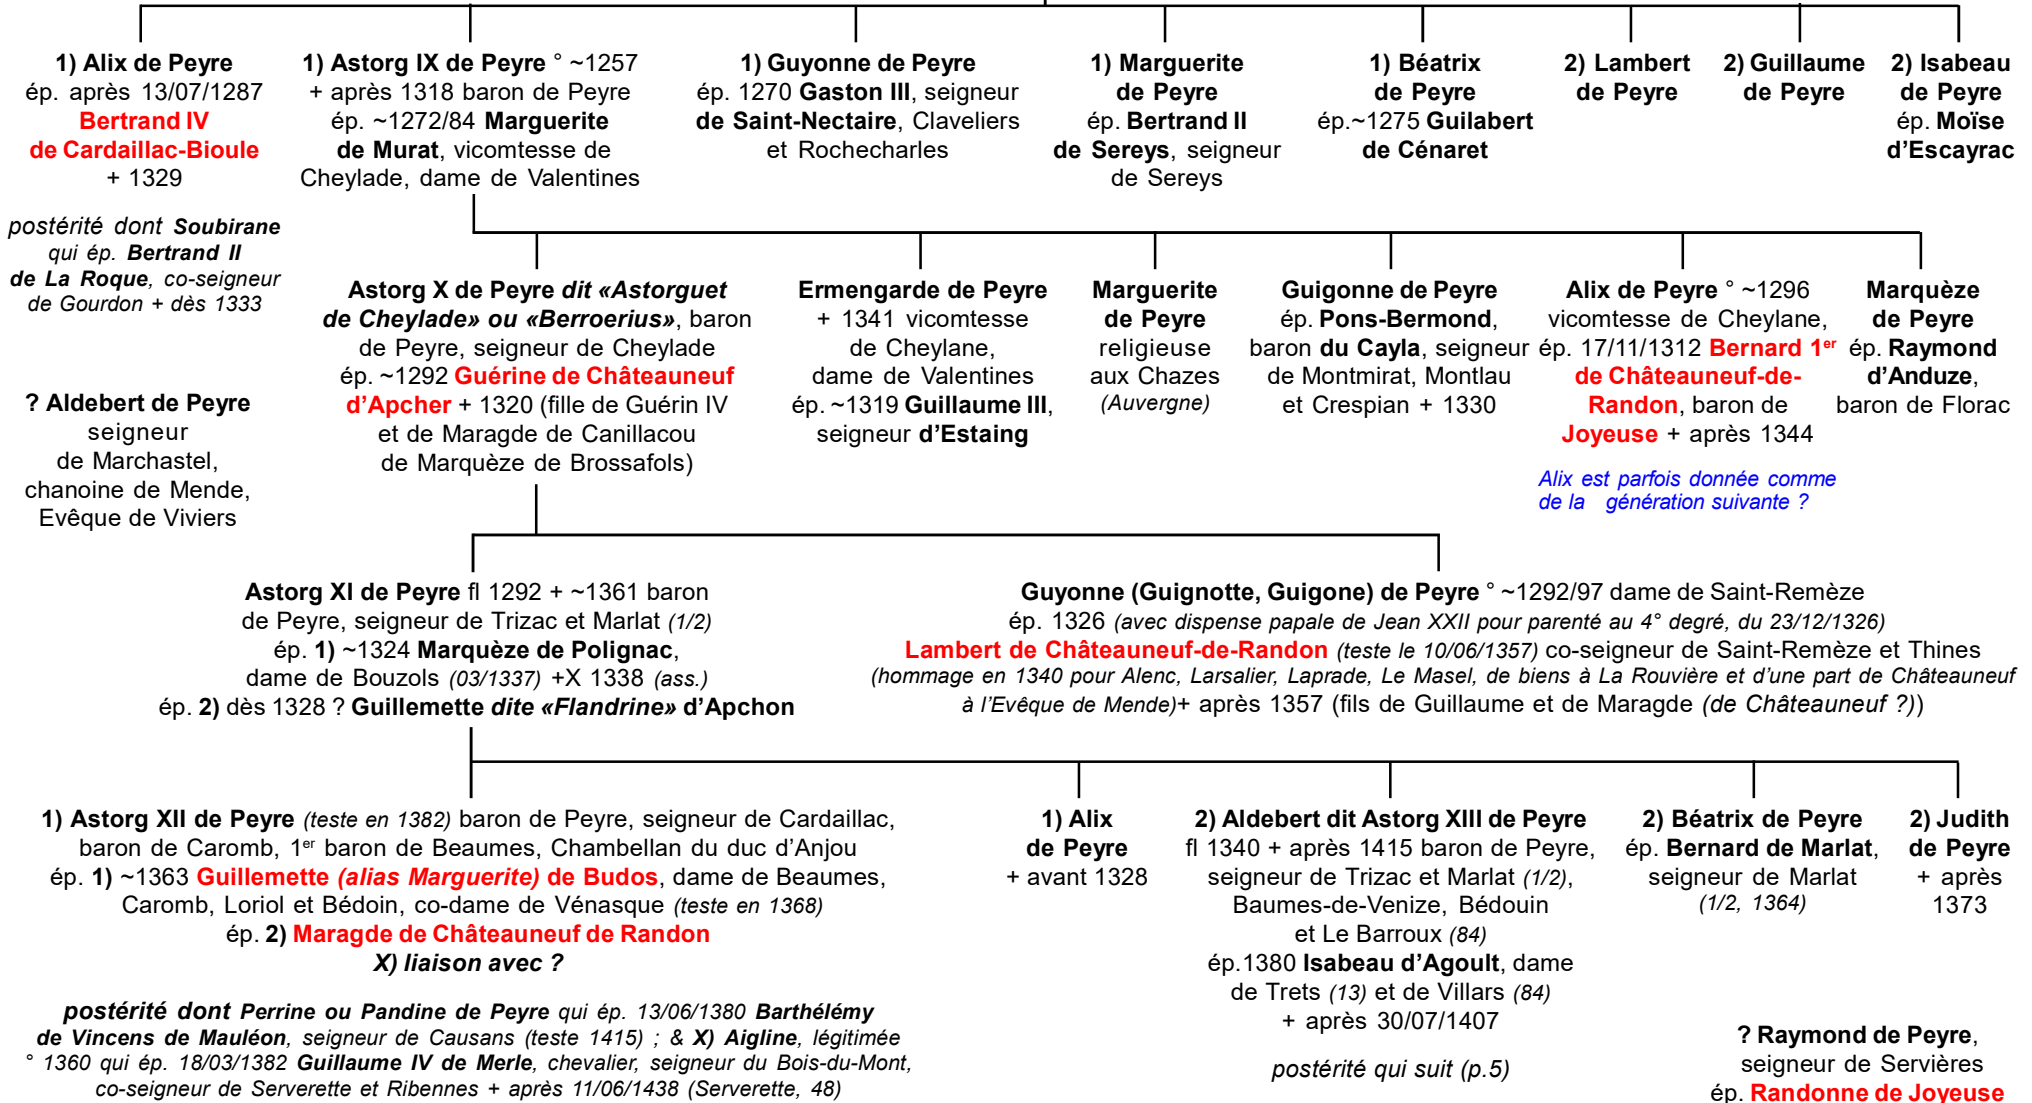 1) Alix de Peyre
ép. après 13/07/1287
Bertrand IV
de Cardaillac-Bioule
+ 1329
postérité dont Soubirane
qui ép. Bertrand II
de La Roque, co-seigneur
de Gourdon + dès 1333
1) Astorg IX de Peyre ° ~1257
+ après 1318 baron de Peyre
ép. ~1272/84 Marguerite
de Murat, vicomtesse de
Cheylade, dame de Valentines
1) Guyonne de Peyre
ép. 1270 Gaston III, seigneur
de Saint-Nectaire, Claveliers
et Rochecharles
1) Marguerite
de Peyre
ép. Bertrand II
de Sereys, seigneur
de Sereys
1) Béatrix
de Peyre
ép.~1275 Guilabert
de Cénaret
2) Lambert
de Peyre
2) Guillaume
de Peyre
2) Isabeau
de Peyre
ép. Moïse
d'Escayrac
? Aldebert de Peyre
seigneur
de Marchastel,
chanoine de Mende,
Evêque de Viviers
Astorg X de Peyre dit «Astorguet
de Cheylade» ou «Berroerius», baron
de Peyre, seigneur de Cheylade
ép. ~1292 Guérine de Châteauneuf
d'Apcher + 1320 (fille de Guérin IV
et de Maragde de Canillacou
de Marquèze de Brossafols)
Ermengarde de Peyre
+ 1341 vicomtesse
de Cheylane,
dame de Valentines
ép. ~1319 Guillaume III,
seigneur d'Estaing
Marguerite
de Peyre
religieuse
aux Chazes
(Auvergne)
Guigonne de Peyre
ép. Pons-Bermond,
baron du Cayla, seigneur
de Montmirat, Montlau
et Crespian + 1330
Alix de Peyre ° ~1296
vicomtesse de Cheylane,
ép. 17/11/1312 Bernard 1er
de Châteauneuf-de-
Randon, baron de
Joyeuse + après 1344
Alix est parfois donnée comme
de la génération suivante ?
Marquèze
de Peyre
ép. Raymond
d'Anduze,
baron de Florac
Astorg XI de Peyre fl 1292 + ~1361 baron
de Peyre, seigneur de Trizac et Marlat (1/2)
ép. 1) ~1324 Marquèze de Polignac,
dame de Bouzols (03/1337) +X 1338 (ass.)
ép. 2) dès 1328 ? Guillemette dite «Flandrine» d'Apchon
Guyonne (Guignotte, Guigone) de Peyre ° ~1292/97 dame de Saint-Remèze
ép. 1326 (avec dispense papale de Jean XXII pour parenté au 4° degré, du 23/12/1326)
Lambert de Châteauneuf-de-Randon (teste le 10/06/1357) co-seigneur de Saint-Remèze et Thines
(hommage en 1340 pour Alenc, Larsalier, Laprade, Le Masel, de biens à La Rouvière et d'une part de Châteauneuf
à l'Evêque de Mende)+ après 1357 (fils de Guillaume et de Maragde (de Châteauneuf ?))
1) Astorg XII de Peyre (teste en 1382) baron de Peyre, seigneur de Cardaillac,
baron de Caromb, 1er baron de Beaumes, Chambellan du duc d'Anjou
ép. 1) ~1363 Guillemette (alias Marguerite) de Budos, dame de Beaumes,
Caromb, Loriol et Bédoin, co-dame de Vénasque (teste en 1368)
ép. 2) Maragde de Châteauneuf de Randon
X) liaison avec ?
postérité dont Perrine ou Pandine de Peyre qui ép. 13/06/1380 Barthélémy
de Vincens de Mauléon, seigneur de Causans (teste 1415) ; & X) Aigline, légitimée
° 1360 qui ép. 18/03/1382 Guillaume IV de Merle, chevalier, seigneur du Bois-du-Mont,
co-seigneur de Serverette et Ribennes + après 11/06/1438 (Serverette, 48)
1) Alix
de Peyre
+ avant 1328
2) Aldebert dit Astorg XIII de Peyre
fl 1340 + après 1415 baron de Peyre,
seigneur de Trizac et Marlat (1/2),
Baumes-de-Venize, Bédouin
et Le Barroux (84)
ép.1380 Isabeau d'Agoult, dame
de Trets (13) et de Villars (84)
+ après 30/07/1407
postérité qui suit (p.5)
2) Béatrix de Peyre
ép. Bernard de Marlat,
seigneur de Marlat
(1/2, 1364)
2) Judith
de Peyre
+ après
1373
? Raymond de Peyre,
seigneur de Servières
ép. Randonne de Joyeuse